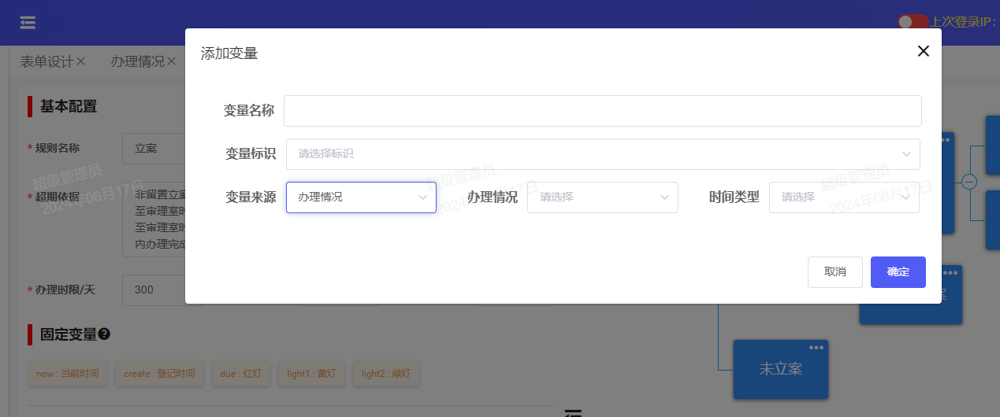 上次登录IP:
表单设计 办理情况
添加变量
基本配置
变量名称
* 规则名称 立案
变量标识 请选择标识
超级管理员
2024年06月17日
* 超期依据 非留置立案
至审理室时
至审理室时
内办理完成
变量来源 办理情况 办理情况 请选择 时间类型 请选择
超级管理员
2024年06月17日
超级管理员
2024年06月17日
取消 确定
* 办理时限/天 300
案
固定变量
now : 当前时间 create : 登记时间 due : 红灯 light1 : 黄灯 light2 : 绿灯
未立案